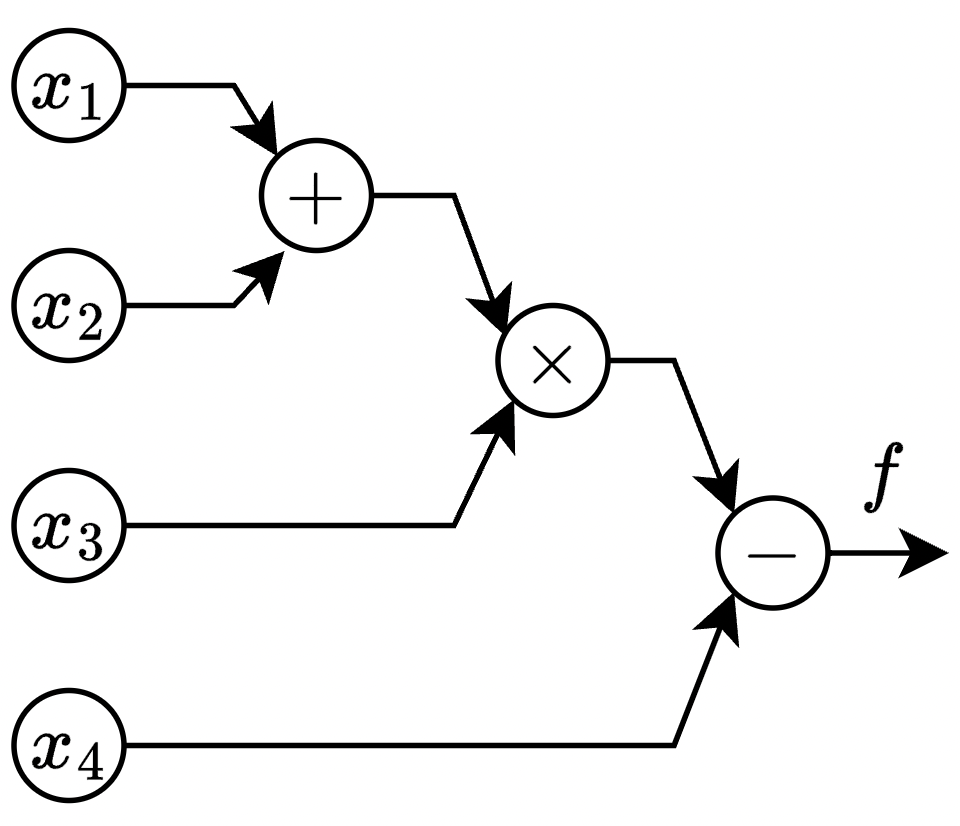 x₁
+
x₂
×
f
x₃
−
x₄